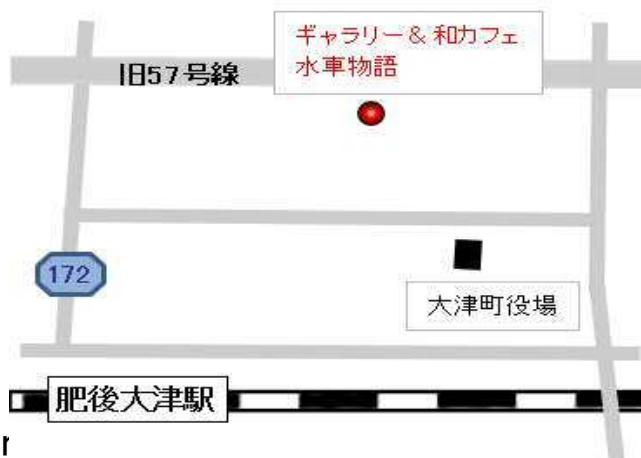 ギャラリー＆和カフェ
水車物語
旧57号線
172
大津町役場
肥後大津駅
r